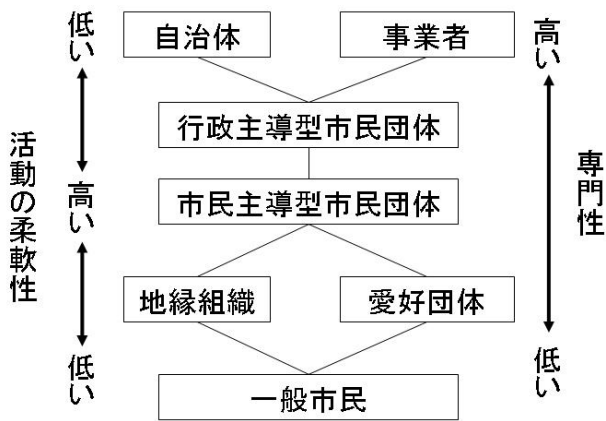 低い
自治体
事業者
高い
行政主導型市民団体
活動の柔軟性
高い
市民主導型市民団体
専門性
地縁組織
愛好団体
低い
低い
一般市民